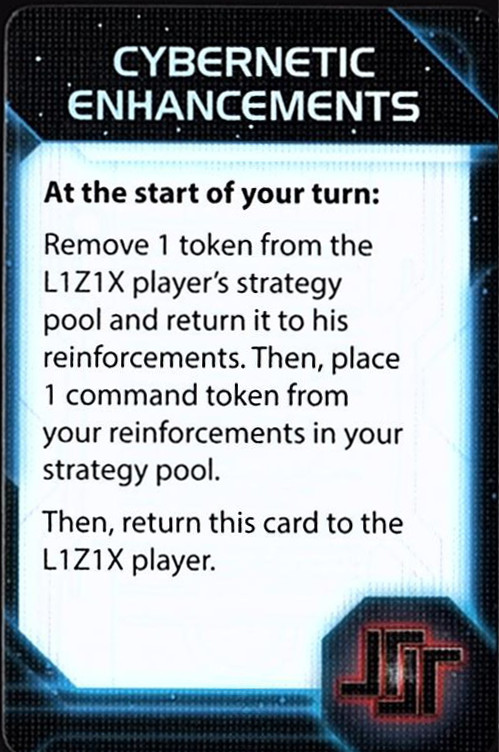 CYBERNETIC
ENHANCEMENTS
At the start of your turn:
Remove 1 token from the
L1Z1X player's strategy
pool and return it to his
reinforcements. Then, place
1 command token from
your reinforcements in your
strategy pool.
Then, return this card to the
L1Z1X player.